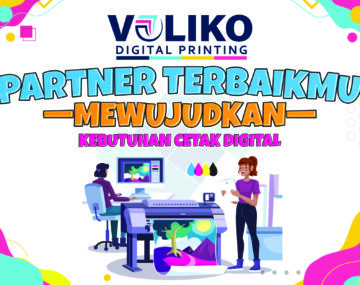 VOLIKO
DIGITAL PRINTING
PARTNER TERBAIKMU
MEWUJUDKAN
KEBUTUHAN CETAK DIGITAL